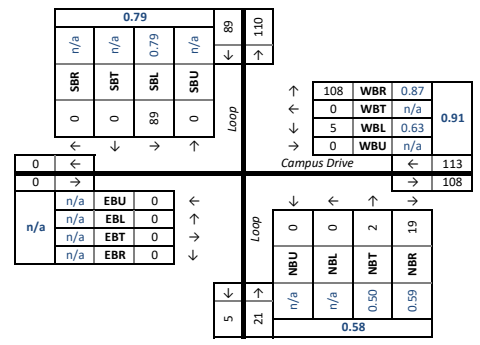 0.79
89
110
n/a
n/a
0.79
n/a
↓
↑
SBR
SBT
SBL
SBU
0
0
89
0
Loop
←
↓
→
↑
↑ 108 WBR 0.87
← 0 WBT n/a
↓ 5 WBL 0.63
→ 0 WBU n/a
0.91
Campus Drive
0 ←
← 113
0 →
→ 108
n/a
n/a EBU 0 ←
n/a EBL 0 ↑
n/a EBT 0 →
n/a EBR 0 ↓
Loop
↓
←
↑
→
0
0
2
19
NBU
NBL
NBT
NBR
n/a
n/a
0.50
0.59
↓
↑
5
21
0.58